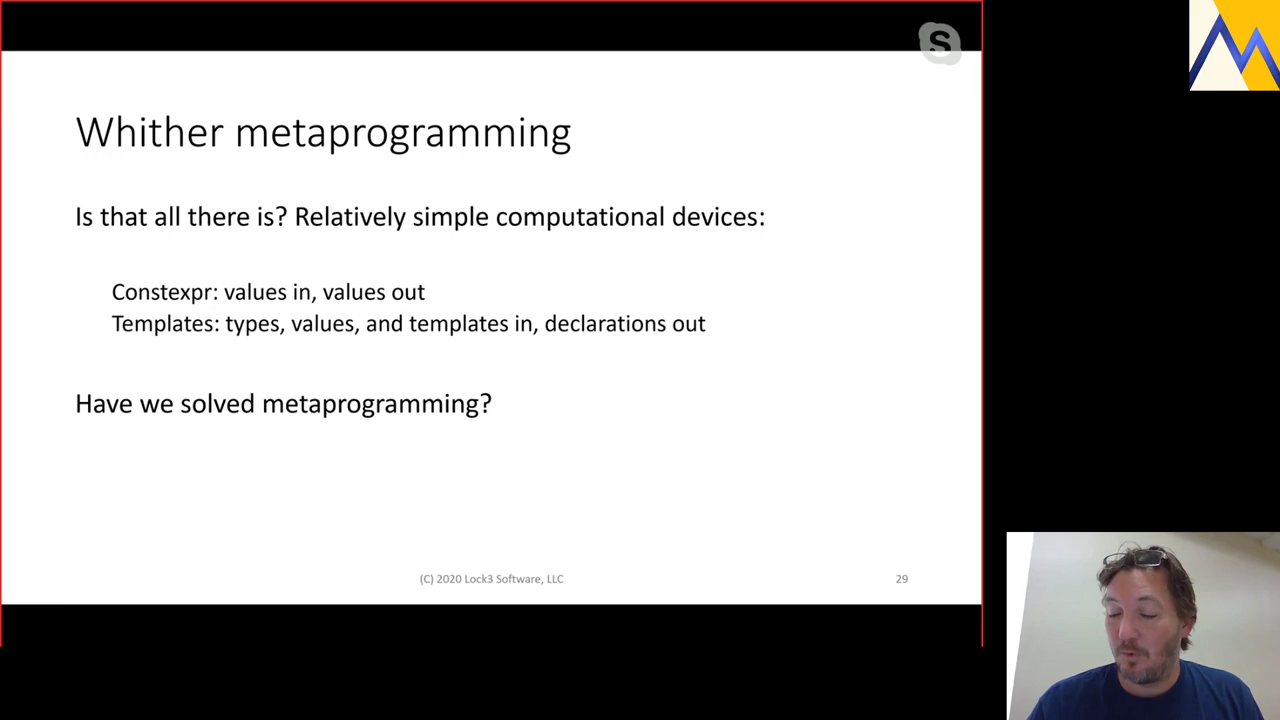 S
Whither metaprogramming
Is that all there is? Relatively simple computational devices:
Constexpr: values in, values out
Templates: types, values, and templates in, declarations out
Have we solved metaprogramming?
(C) 2020 Lock3 Software, LLC
29